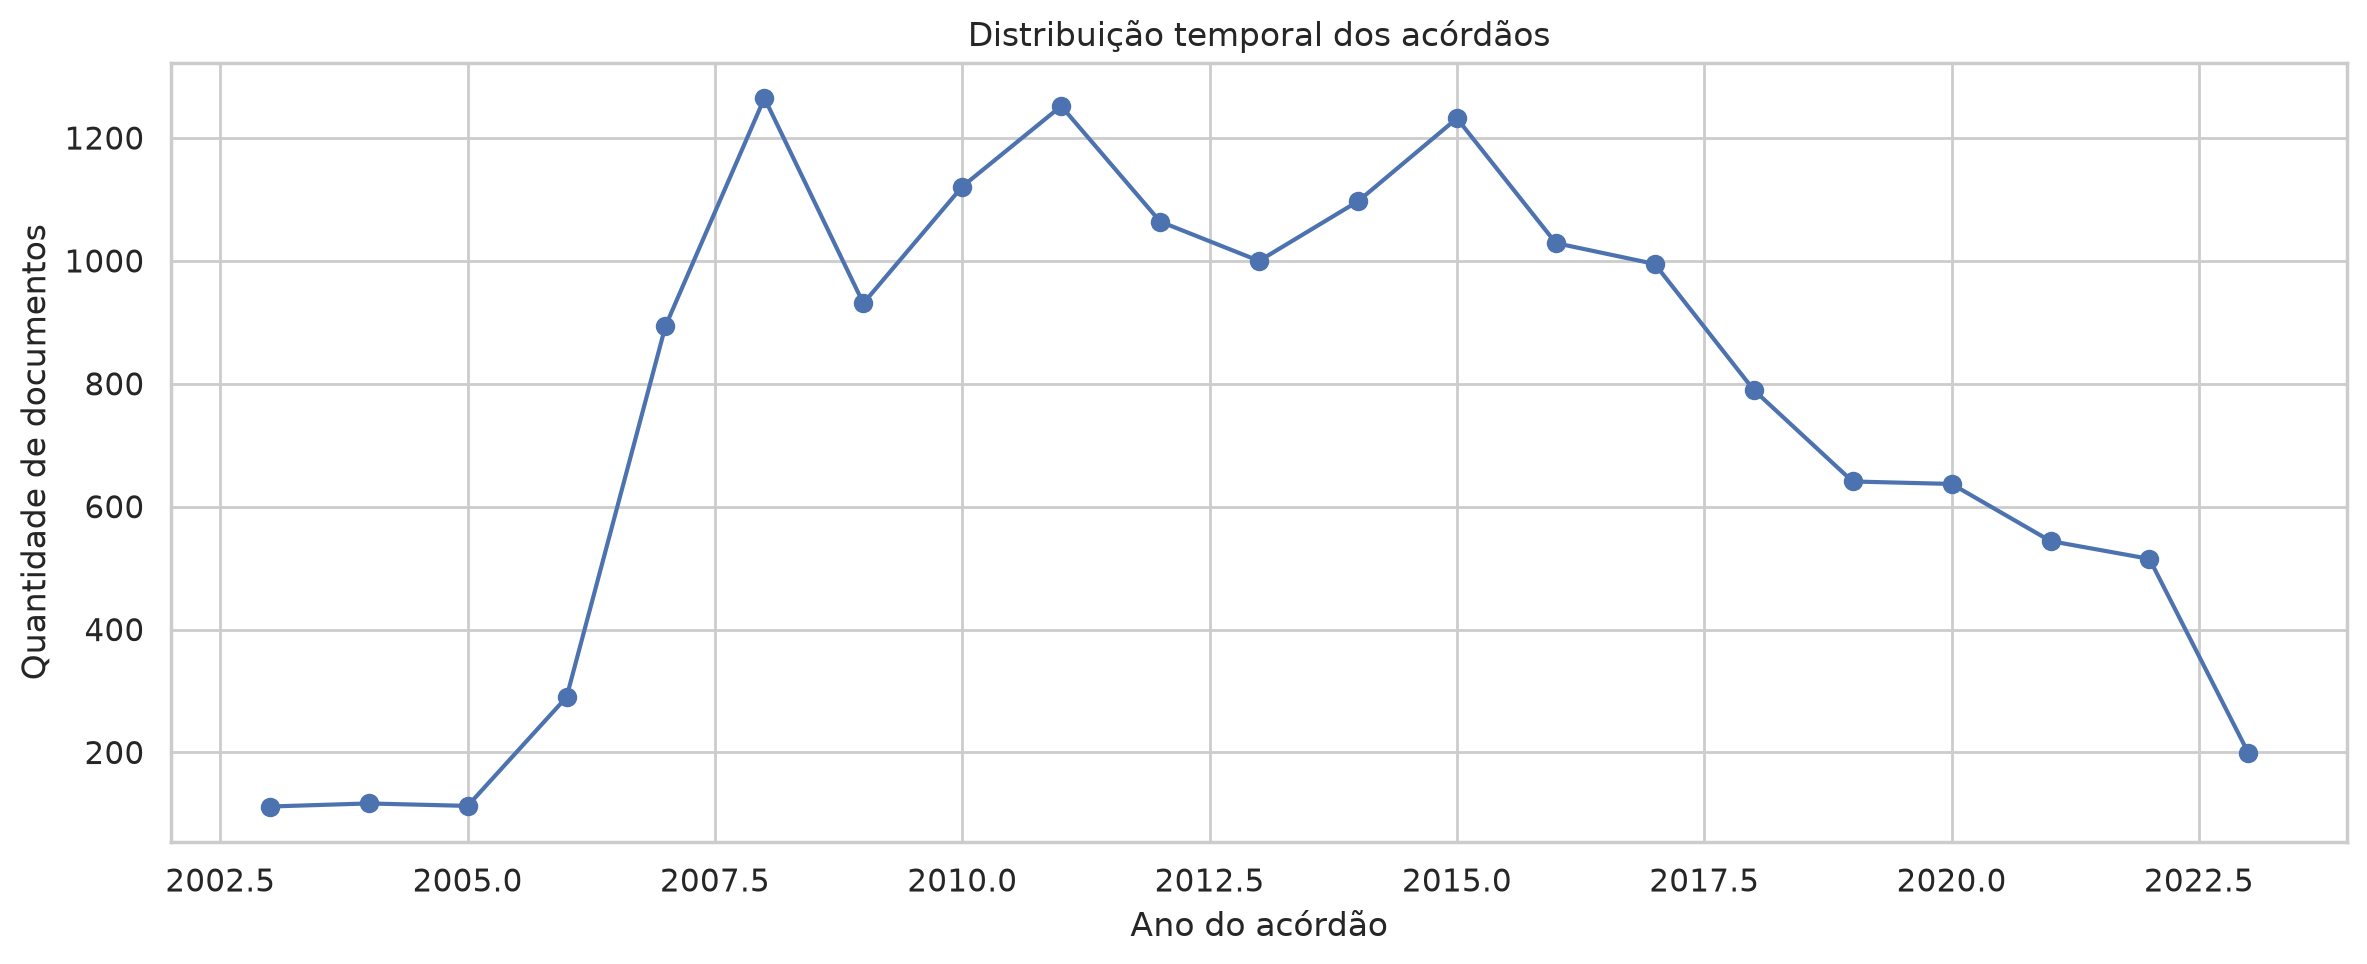 Distribuição temporal dos acórdãos
Quantidade de documentos
1200
1000
800
600
400
200
2002.5 2005.0 2007.5 2010.0 2012.5 2015.0 2017.5 2020.0 2022.5
Ano do acórdão